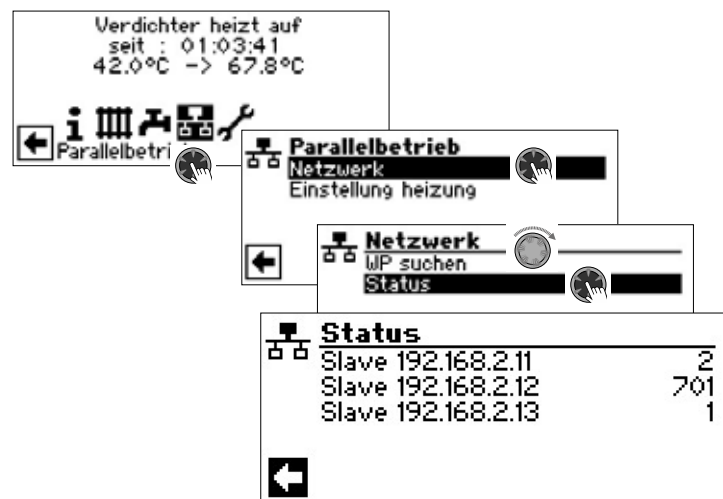 Verdichter heizt auf
seit : 01:03:41
42.0°C -> 67.8°C
Parallelbetri
Parallelbetrieb
Netzwerk
Einstellung heizung
Netzwerk
WP suchen
Status
Status
Slave 192.168.2.11 2
Slave 192.168.2.12 701
Slave 192.168.2.13 1